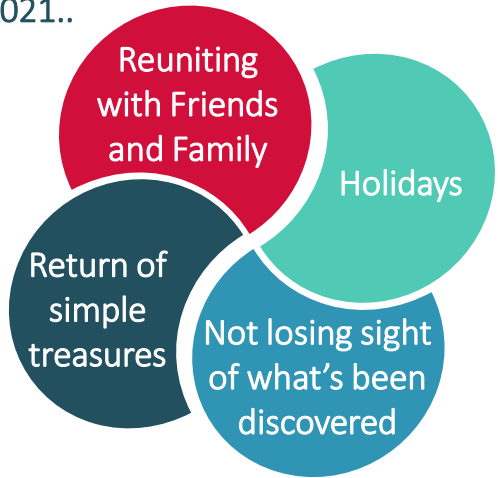 021..
Reuniting
with Friends
and Family
Holidays
Return of
simple
treasures
Not losing sight
of what's been
discovered